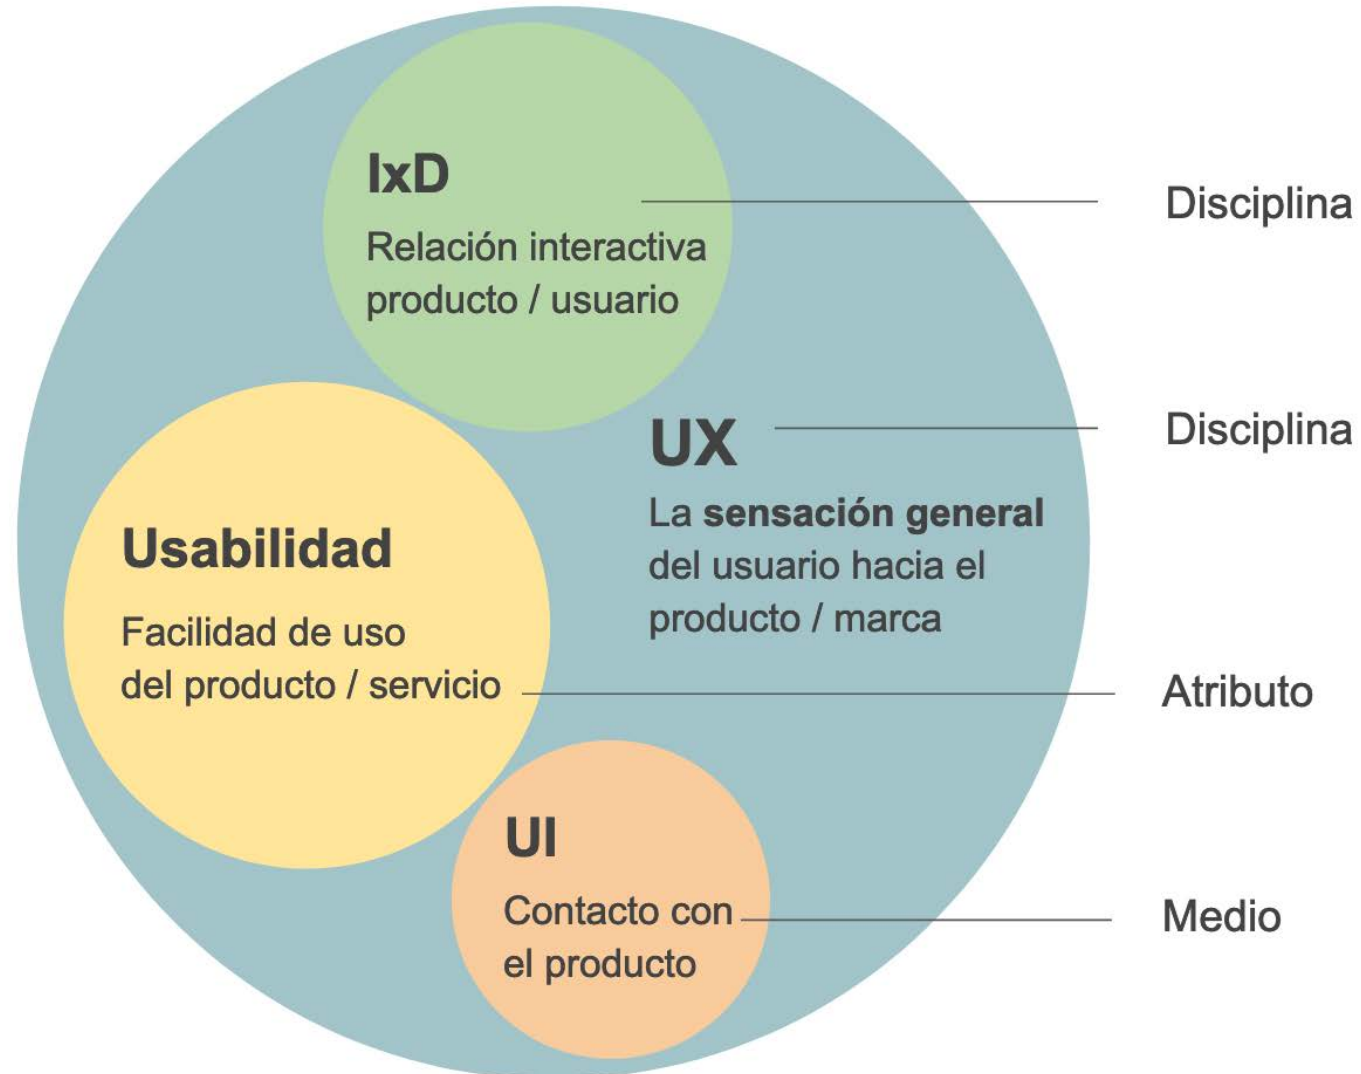 IxD
Relación interactiva
producto / usuario
Disciplina
UX
Disciplina
La sensación general
del usuario hacia el
producto / marca
Usabilidad
Facilidad de uso
del producto / servicio
Atributo
UI
Contacto con
el producto
Medio